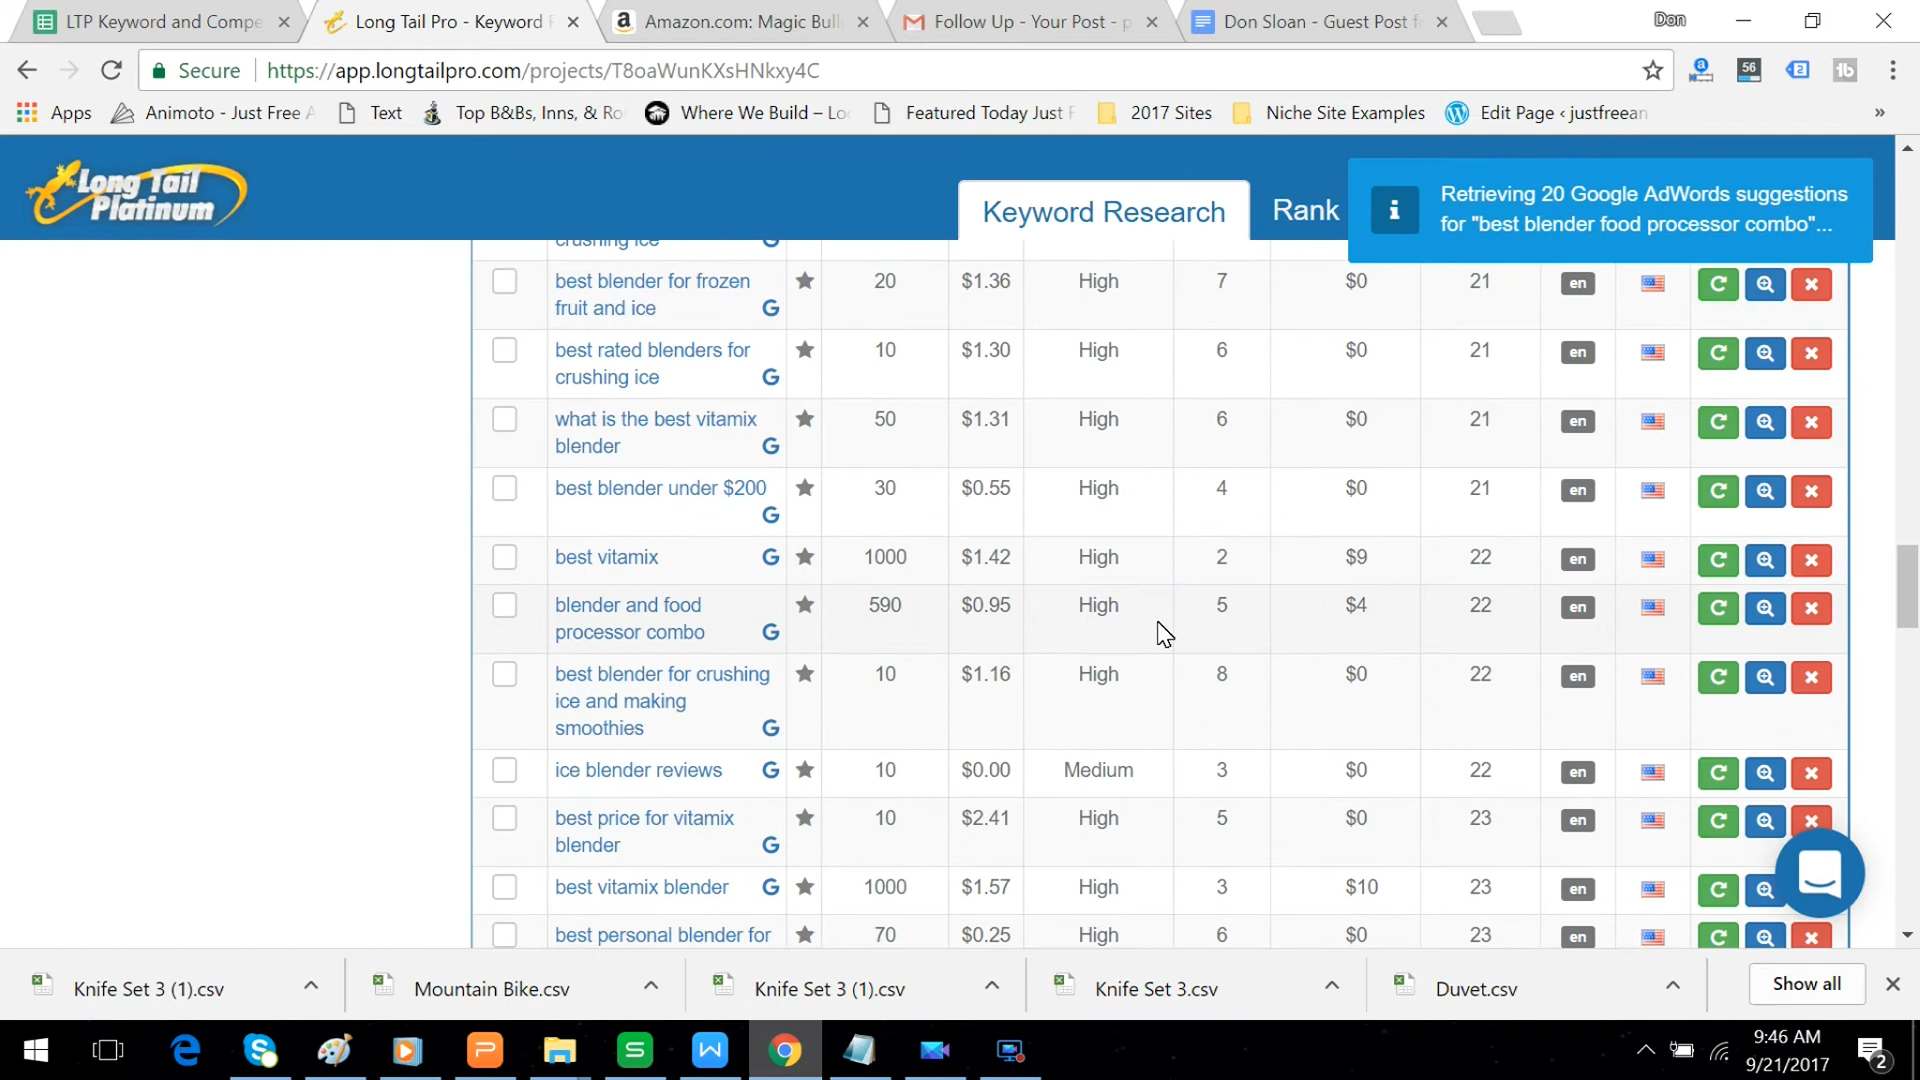 LTP Keyword and Compe
Long Tail Pro - Keyword
Amazon.com: Magic Bull
Follow Up - Your Post - p
Don Sloan - Guest Post f
Don
Secure
https://app.longtailpro.com/projects/T8oaWunKXsHNkxy4C
56
2
Apps
Animoto - Just Free A
Text
Top B&Bs, Inns, & Ro
Where We Build – Lo
Featured Today Just F
2017 Sites
Niche Site Examples
Edit Page ‹ justfreean
»
Long Tail
Platinum
Keyword Research
Rank
Retrieving 20 Google AdWords suggestions
for "best blender food processor combo"...
crushing ice
best blender for frozen 20 $1.36 High 7 $0 21 en
fruit and ice
best rated blenders for 10 $1.30 High 6 $0 21 en
crushing ice
what is the best vitamix 50 $1.31 High 6 $0 21 en
blender
best blender under $200 30 $0.55 High 4 $0 21 en
best vitamix 1000 $1.42 High 2 $9 22 en
blender and food 590 $0.95 High 5 $4 22 en
processor combo
best blender for crushing 10 $1.16 High 8 $0 22 en
ice and making
smoothies
ice blender reviews 10 $0.00 Medium 3 $0 22 en
best price for vitamix 10 $2.41 High 5 $0 23 en
blender
best vitamix blender 1000 $1.57 High 3 $10 23 en
best personal blender for 70 $0.25 High 6 $0 23 en
Knife Set 3 (1).csv
Mountain Bike.csv
Knife Set 3 (1).csv
Knife Set 3.csv
Duvet.csv
Show all
9:46 AM
9/21/2017
2